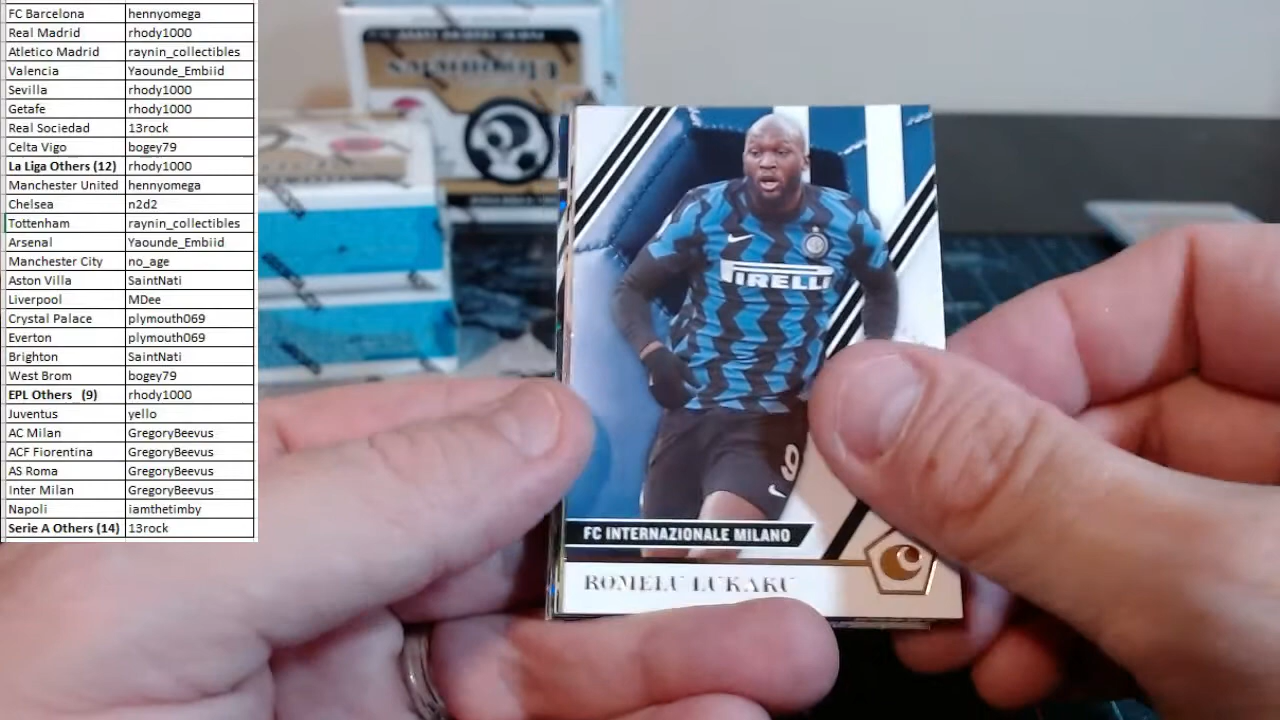 FC Barcelona hennyomega
Real Madrid rhody1000
Atletico Madrid raynin_collectibles
Valencia Yaounde_Embiid
Sevilla rhody1000
Getafe rhody1000
Real Sociedad 13rock
Celta Vigo bogey79
La Liga Others (12) rhody1000
Manchester United hennyomega
Chelsea n2d2
Tottenham raynin_collectibles
Arsenal Yaounde_Embiid
Manchester City no_age
Aston Villa SaintNati
Liverpool MDee
Crystal Palace plymouth069
Everton plymouth069
Brighton SaintNati
West Brom bogey79
EPL Others (9) rhody1000
Juventus yello
AC Milan GregoryBeevus
ACF Fiorentina GregoryBeevus
AS Roma GregoryBeevus
Inter Milan GregoryBeevus
Napoli iamthetimby
Serie A Others (14) 13rock
Chronicles
PIRELLI
9
FC INTERNAZIONALE MILANO
ROMELU LUKAKU